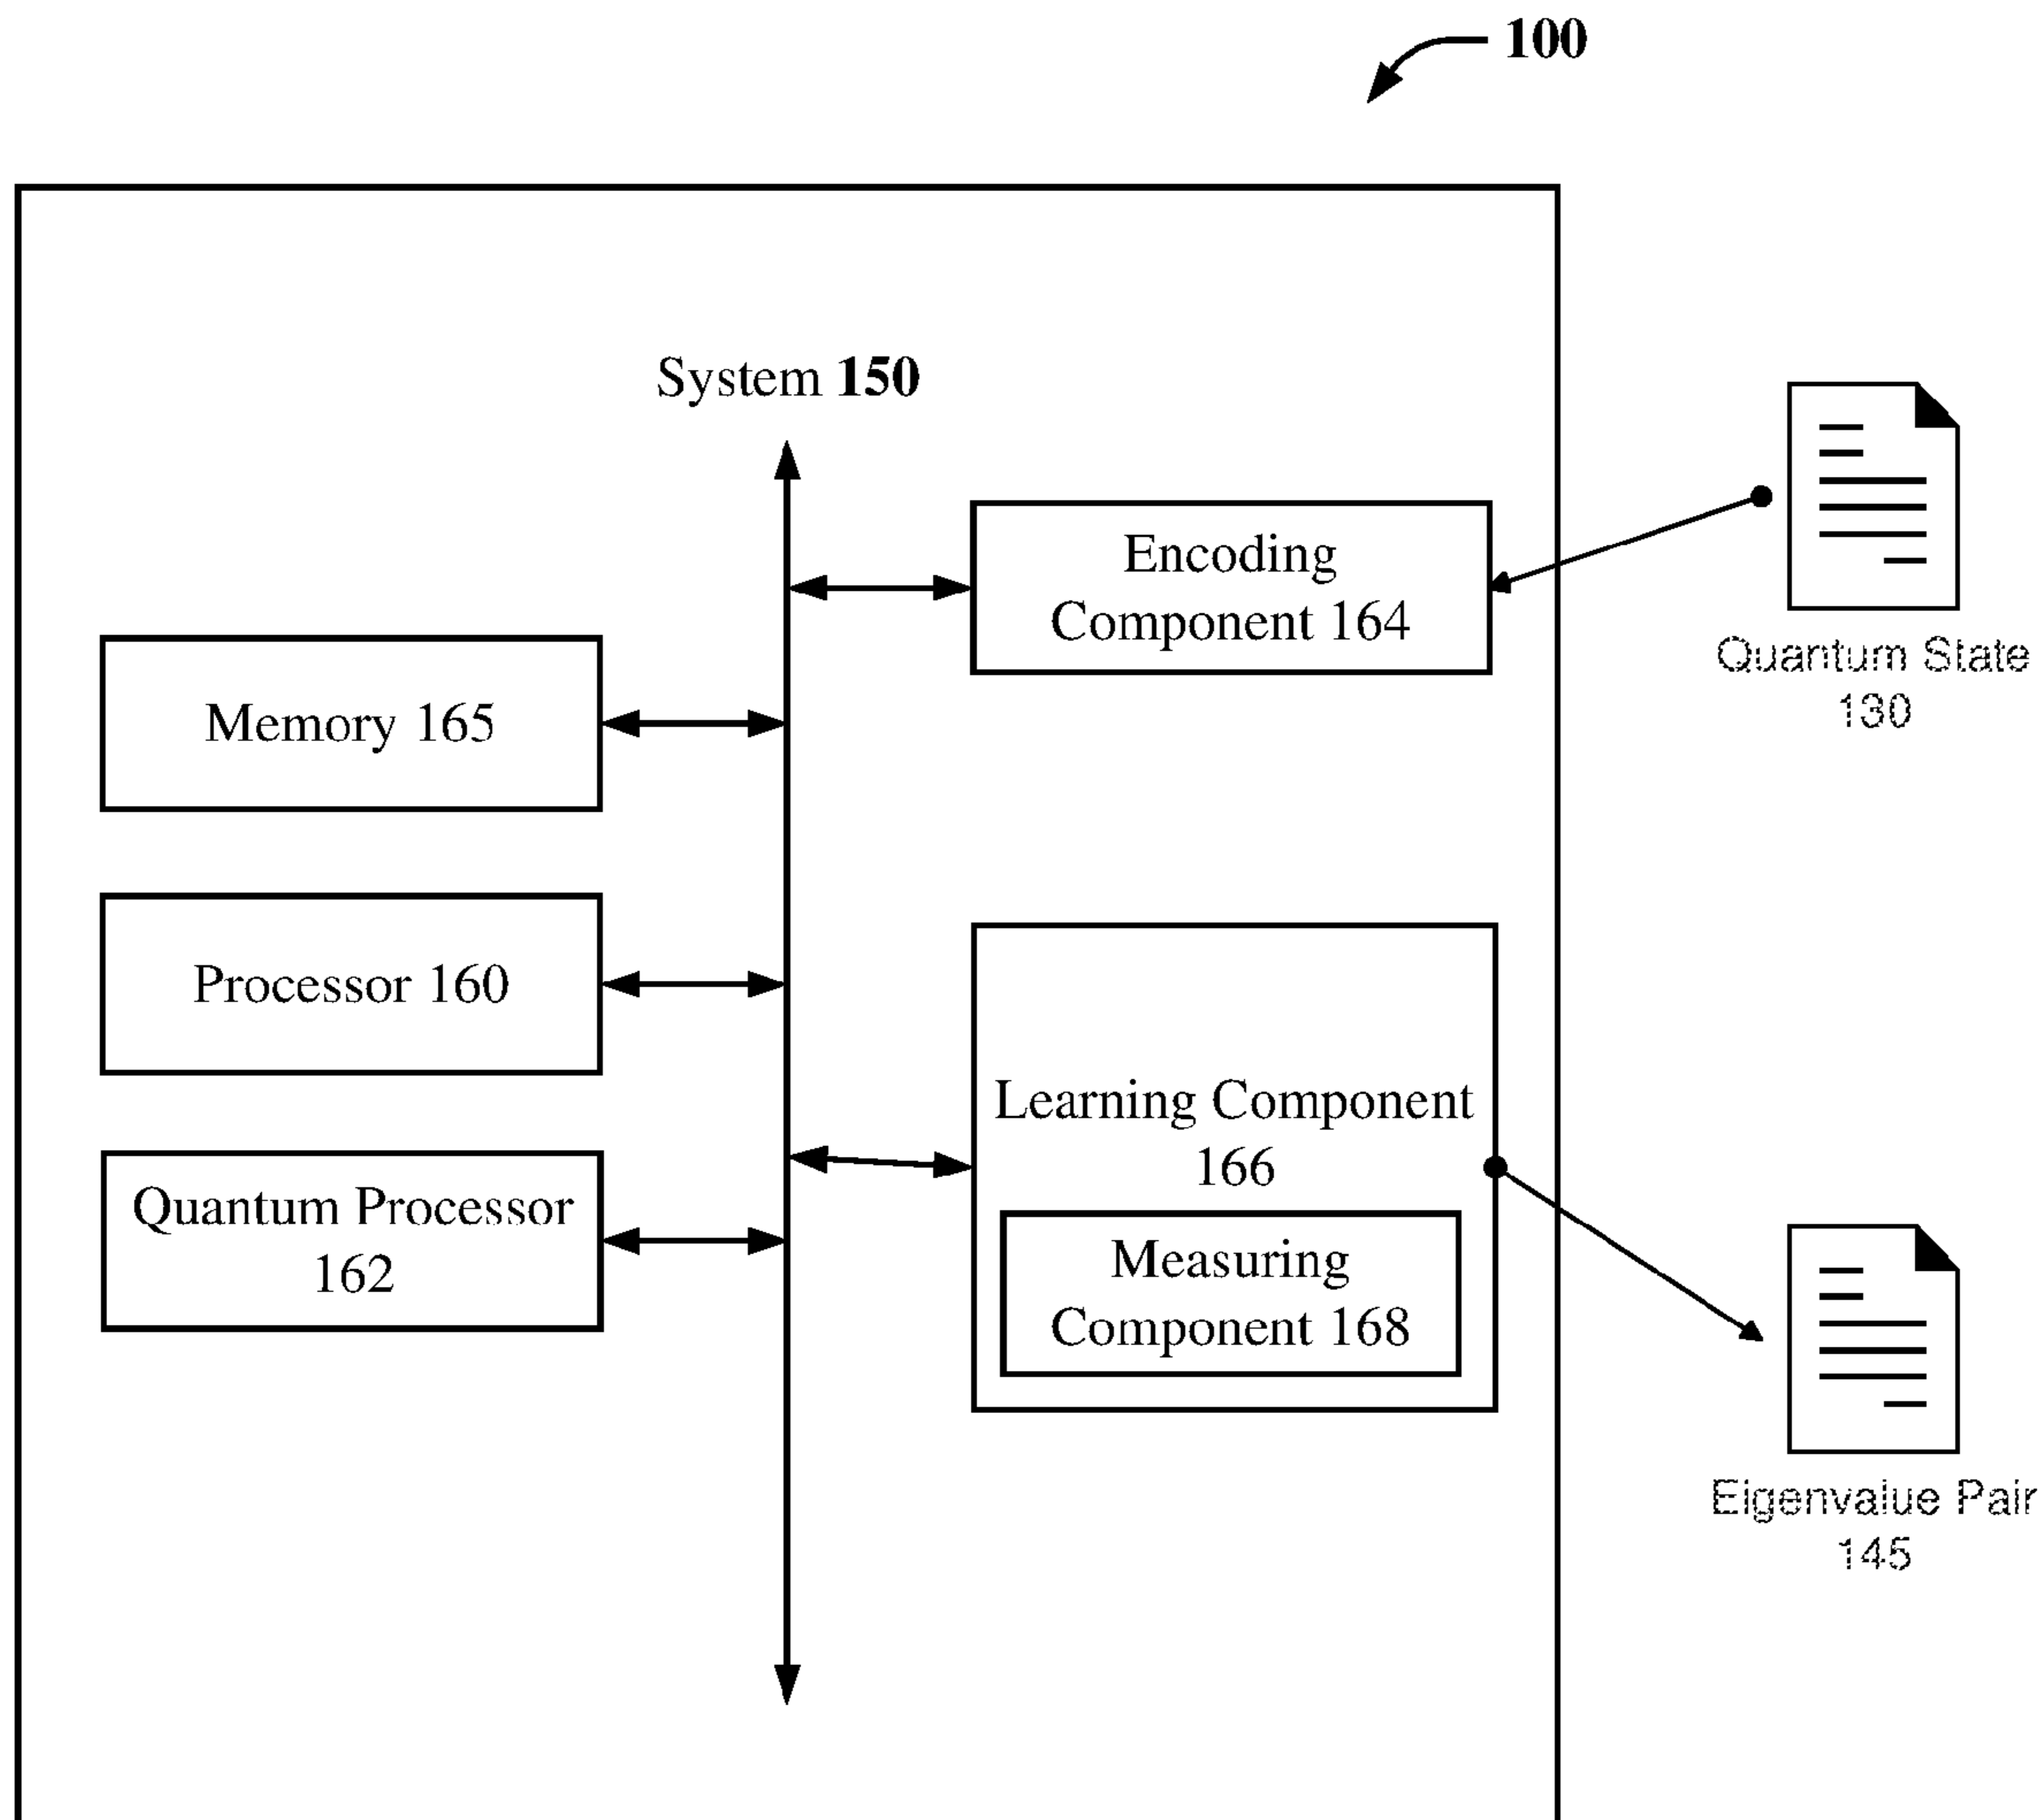 100
System 150
Encoding
Component 164
Quantum State
130
Memory 165
Processor 160
Learning Component
166
Quantum Processor
162
Measuring
Component 168
Eigenvalue Pair
145